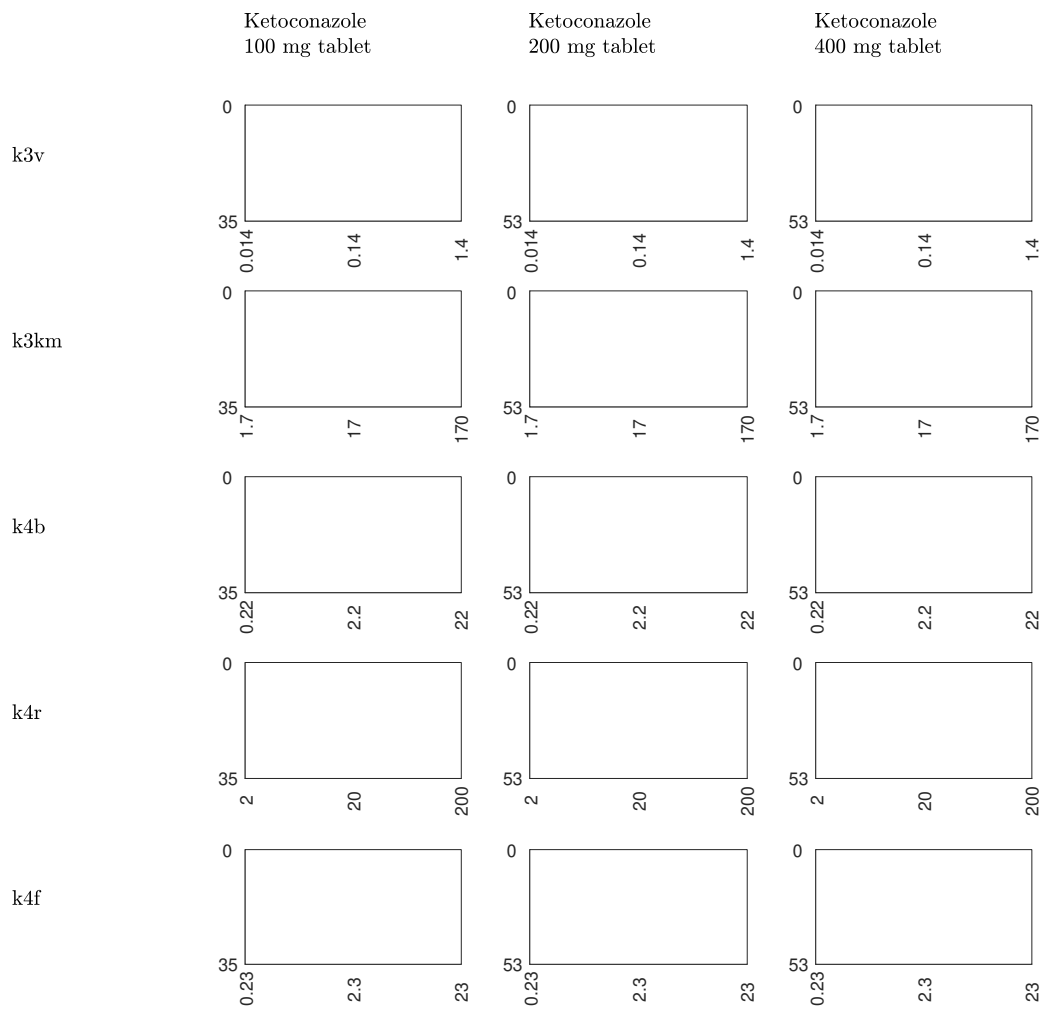 Ketoconazole Ketoconazole Ketoconazole
100 mg tablet 200 mg tablet 400 mg tablet
0 0 0
k3v
35 53 53
0.014 0.14 1.4 0.014 0.14 1.4 0.014 0.14 1.4
0 0 0
k3km
35 53 53
1.7 17 170 1.7 17 170 1.7 17 170
0 0 0
k4b
35 53 53
0.22 2.2 22 0.22 2.2 22 0.22 2.2 22
0 0 0
k4r
35 53 53
2 20 200 2 20 200 2 20 200
0 0 0
k4f
35 53 53
0.23 2.3 23 0.23 2.3 23 0.23 2.3 23